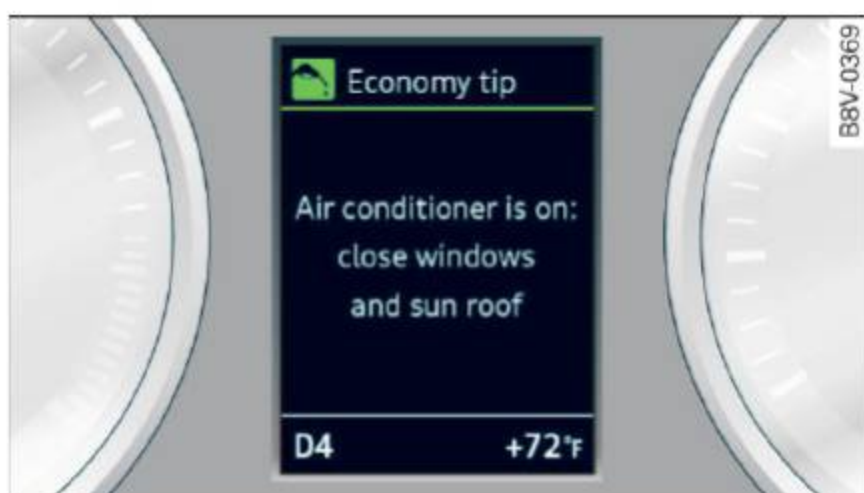 Economy tip
Air conditioner is on:
close windows
and sun roof
D4 +72°F
B8V-0369